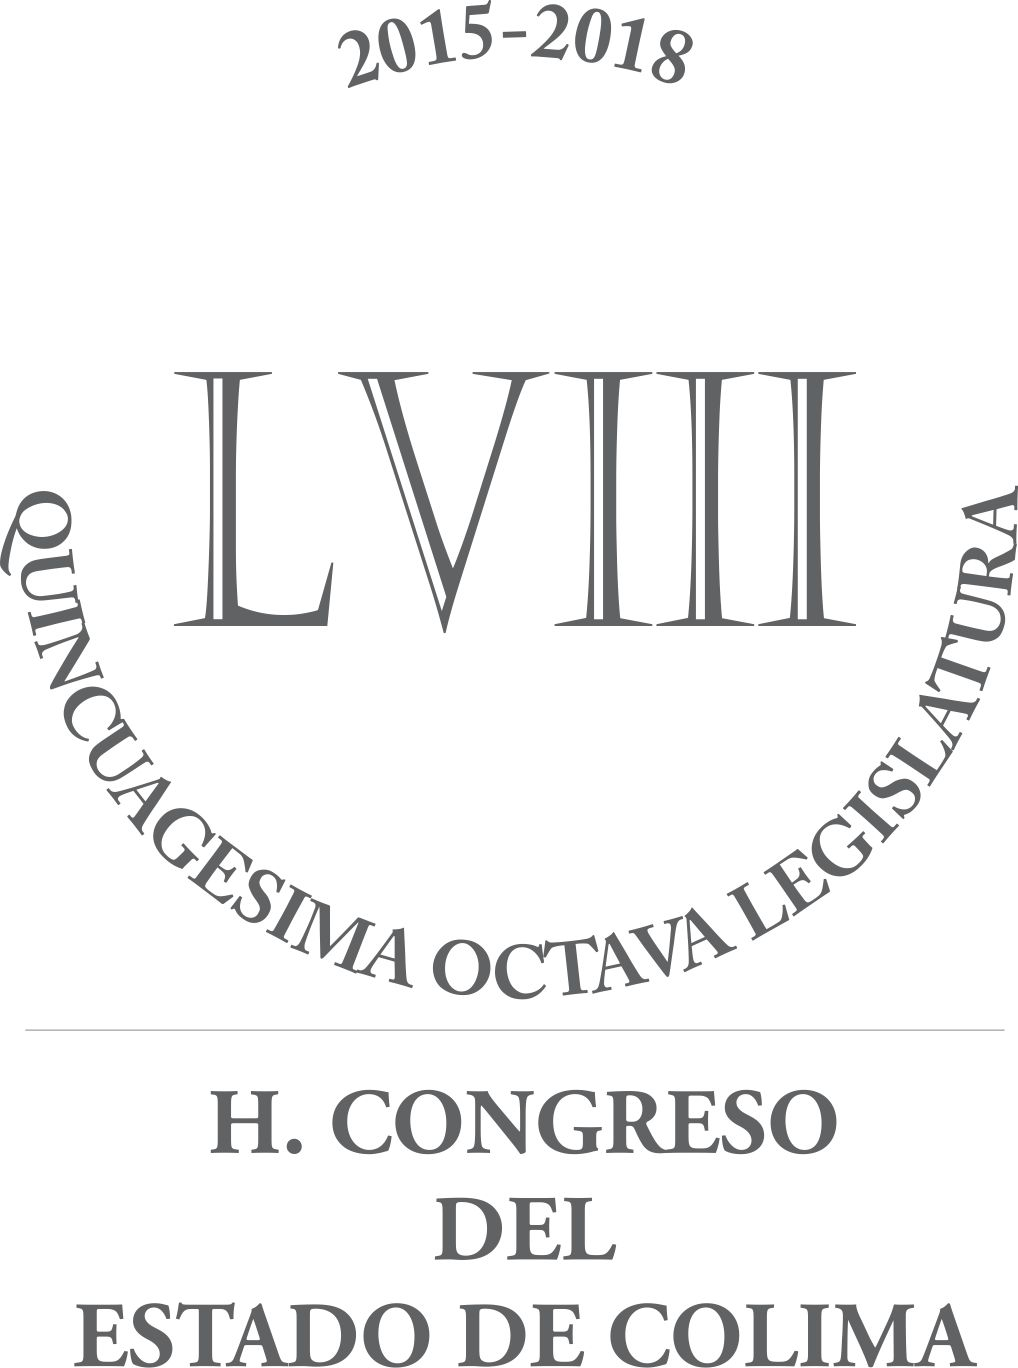 2015-2018
LVIII
QUINCUAGESIMA OCTAVA LEGISLATURA
H. CONGRESO
DEL
ESTADO DE COLIMA